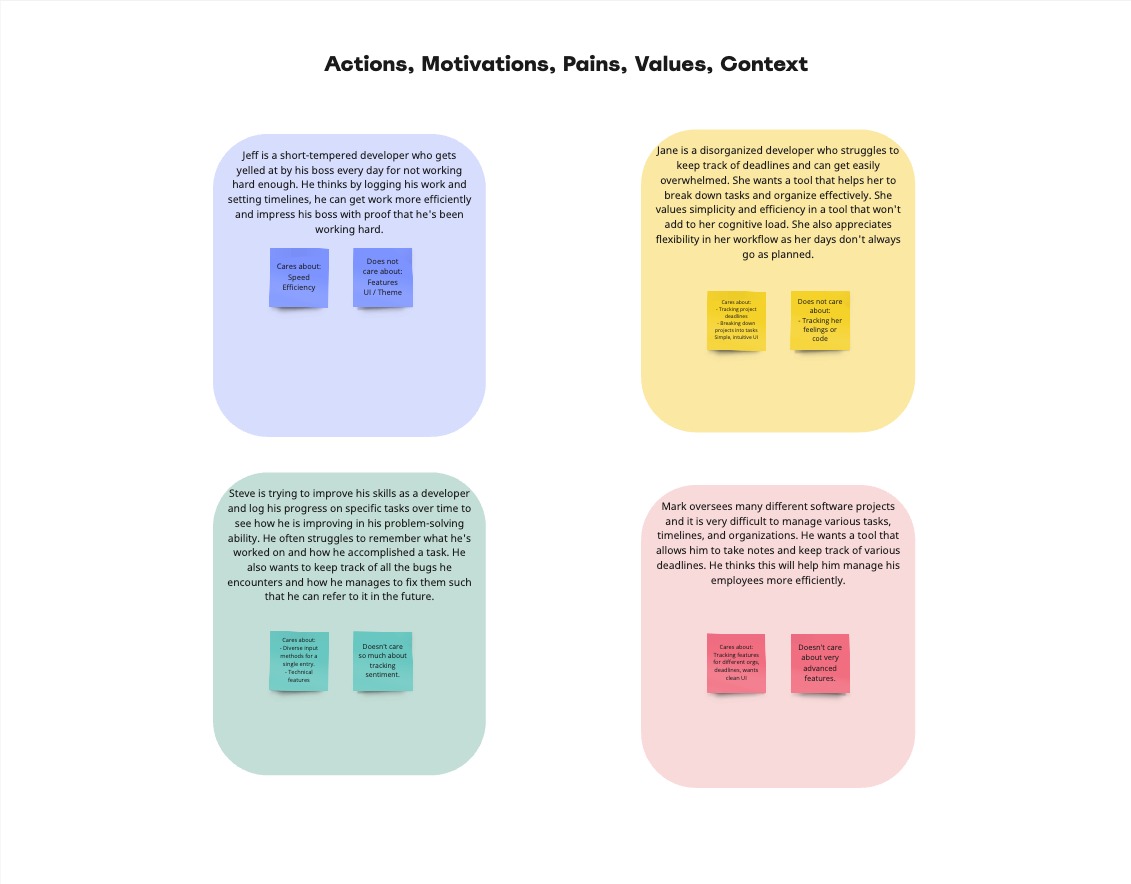 Actions, Motivations, Pains, Values, Context
Jeff is a short-tempered developer who gets
yelled at by his boss every day for not working
hard enough. He thinks by logging his work and
setting timelines, he can get work more efficiently
and impress his boss with proof that he's been
working hard.
Cares about:
Speed
Efficiency
Does not
care about:
Features
UI / Theme
Jane is a disorganized developer who struggles to
keep track of deadlines and can get easily
overwhelmed. She wants a tool that helps her to
break down tasks and organize effectively. She
values simplicity and efficiency in a tool that won't
add to her cognitive load. She also appreciates
flexibility in her workflow as her days don't always
go as planned.
Cares about:
- Tracking project
deadlines
- Breaking down
projects into tasks
Simple, intuitive UI
Does not care
about:
- Tracking her
feelings or
code
Steve is trying to improve his skills as a developer
and log his progress on specific tasks over time to
see how he is improving in his problem-solving
ability. He often struggles to remember what he's
worked on and how he accomplished a task. He
also wants to keep track of all the bugs he
encounters and how he manages to fix them such
that he can refer to it in the future.
Cares about:
- Diverse input
methods for a
single entry.
- Technical
features
Doesn't care
so much about
tracking
sentiment.
Mark oversees many different software projects
and it is very difficult to manage various tasks,
timelines, and organizations. He wants a tool that
allows him to take notes and keep track of various
deadlines. He thinks this will help him manage his
employees more efficiently.
Cares about:
Tracking features
for different orgs,
deadlines, wants
clean UI
Doesn't care
about very
advanced
features.